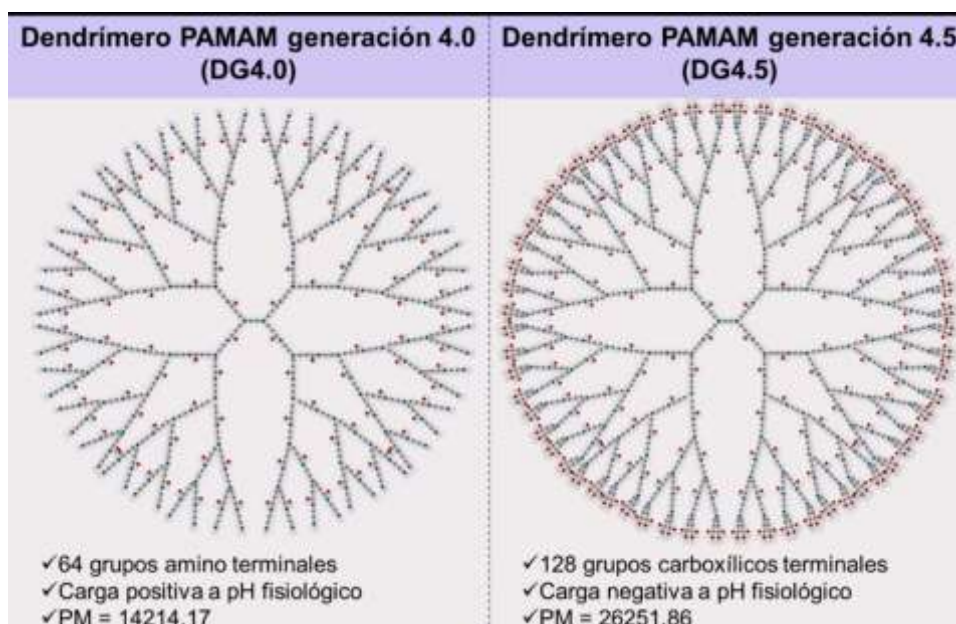 Dendrímero PAMAM generación 4.0
(DG4.0)
Dendrímero PAMAM generación 4.5
(DG4.5)
✓64 grupos amino terminales
✓Carga positiva a pH fisiológico
✓PM = 14214.17
✓128 grupos carboxílicos terminales
✓Carga negativa a pH fisiológico
✓PM = 26251.86